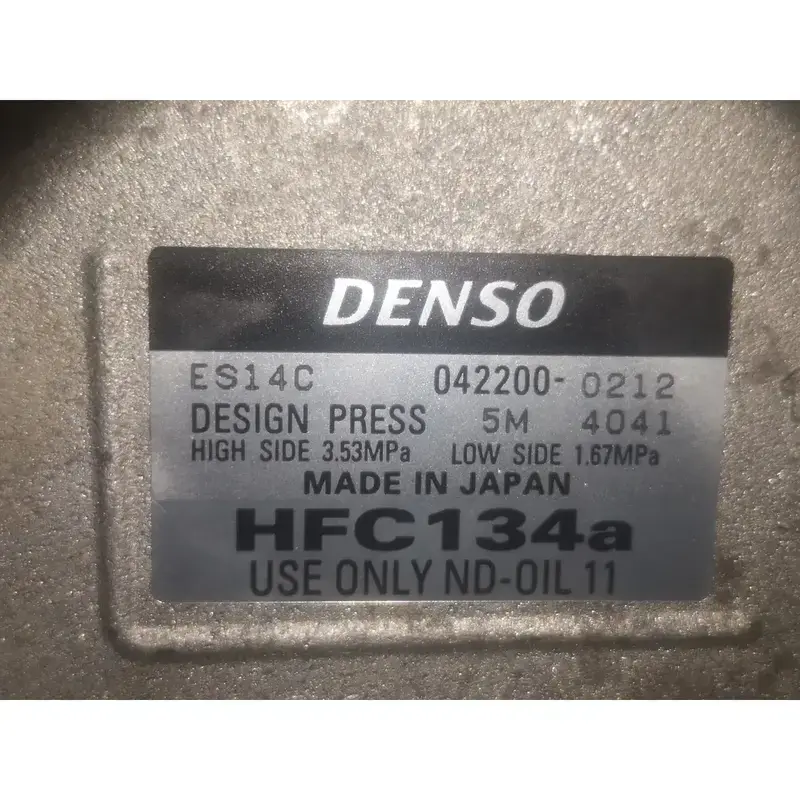 DENSO
ES14C 042200-0212
DESIGN PRESS 5M 4041
HIGH SIDE 3.53MPa LOW SIDE 1.67MPa
MADE IN JAPAN
HFC134a
USE ONLY ND-OIL 11